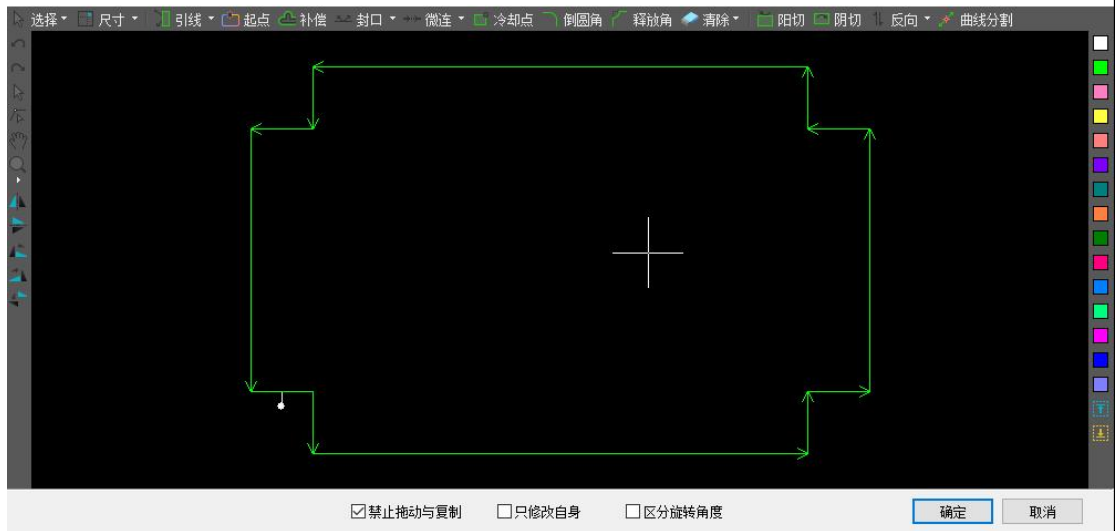 选择 尺寸 引线 起点 补偿 封口 微连 冷却点 倒圆角 释放角 清除 阳切 阴切 反向 曲线分割
禁止拖动与复制 只修改自身 区分旋转角度 确定 取消